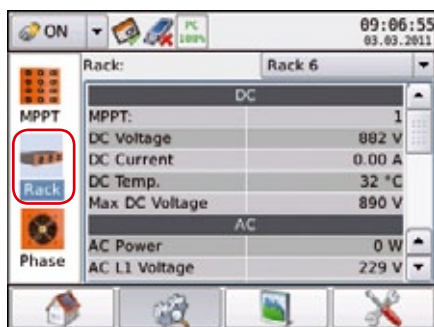 ON PC 100% 09:06:55
03.03.2011
Rack: Rack 6
DC
MPPT MPPT: 1
DC Voltage 882 V
DC Current 0.00 A
Rack DC Temp. 32 °C
Max DC Voltage 890 V
AC
AC Power 0 W
Phase AC L1 Voltage 229 V